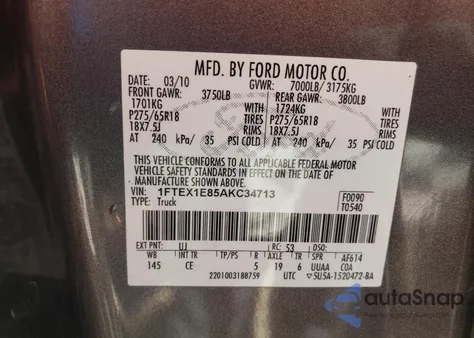 MFD. BY FORD MOTOR CO.
DATE: 03/10 GVWR: 7000LB/ 3175KG
FRONT GAWR: 3750LB REAR GAWR: 3800LB
1701KG WITH 1724KG WITH
P275/65R18 TIRES P275/65R18 TIRES
18X7.5J RIMS 18X7.5J RIMS
AT 240 kPa/ 35 PSI COLD AT 240 kPa/ 35 PSI COLD
THIS VEHICLE CONFORMS TO ALL APPLICABLE FEDERAL MOTOR
VEHICLE SAFETY STANDARDS IN EFFECT ON THE DATE OF
MANUFACTURE SHOWN ABOVE.
VIN: 1FTEX1E85AKC34713 F0090
TYPE: Truck T0540
EXT PNT: UJ RC: 53 DSO:
WB INT TR TP/PS R AXLE TR SPR AF614
145 CE 5 19 6 UUAA COA
2201003188759 UTC 5U5A-1520472-BA
Ford
autoSnap